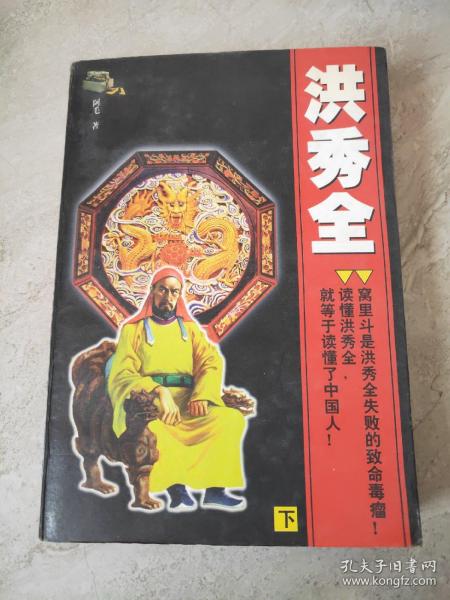 洪秀全
窝里斗是洪秀全失败的致命毒瘤！
读懂洪秀全，
就等于读懂了中国人！
阿毛 著
下
孔夫子旧书网
www.kongfz.com